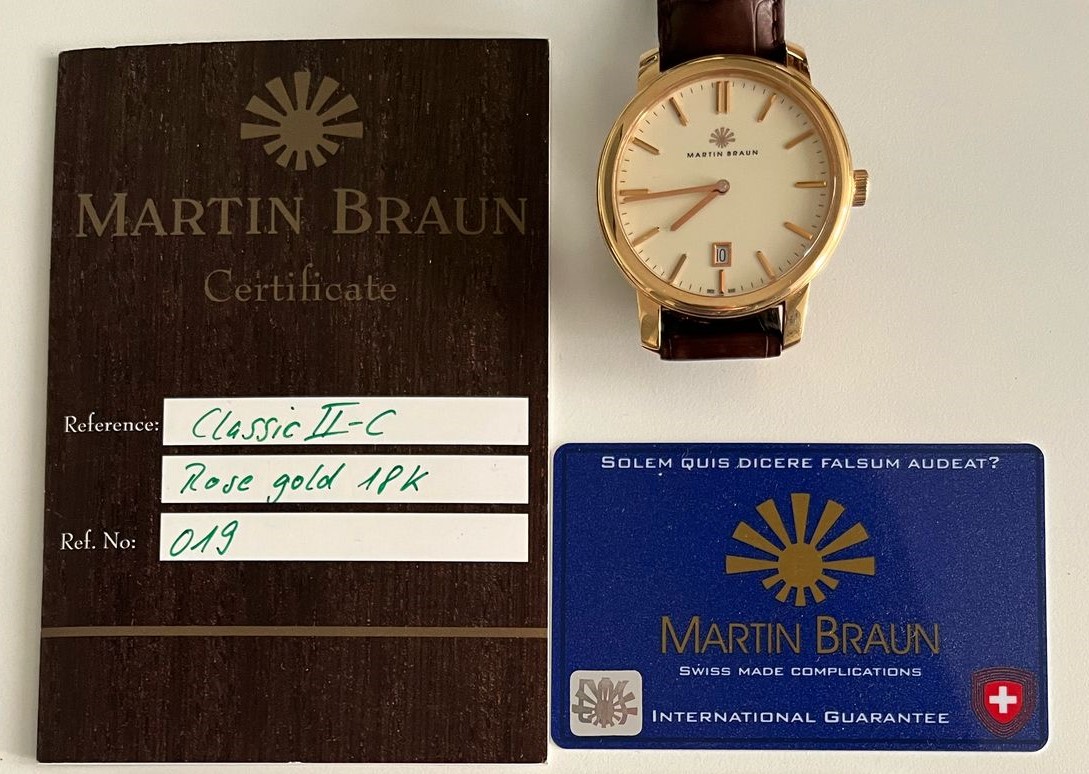 MARTIN BRAUN
Certificate
Reference: Classic II-C
Rose gold 18K
Ref. No: 019
MARTIN BRAUN
10
SOLEM QUIS DICERE FALSUM AUDEAT?
MARTIN BRAUN
SWISS MADE COMPLICATIONS
INTERNATIONAL GUARANTEE